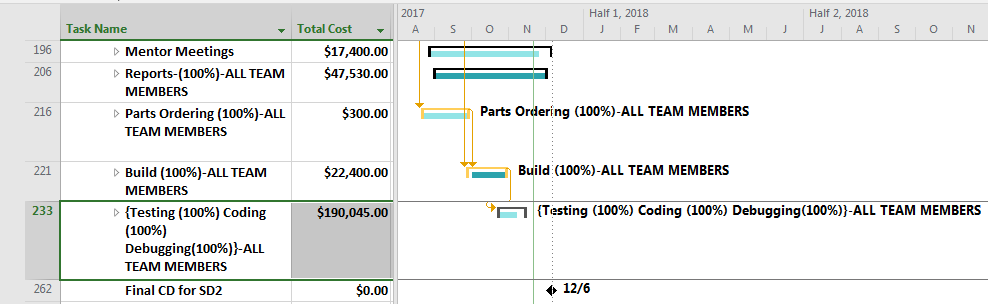 2017 Half 1, 2018 Half 2, 2018
Task Name Total Cost A S O N D J F M A M J J A S O N
196 Mentor Meetings $17,400.00
206 Reports-(100%)-ALL TEAM $47,530.00
MEMBERS
216 Parts Ordering (100%)-ALL $300.00 Parts Ordering (100%)-ALL TEAM MEMBERS
TEAM MEMBERS
221 Build (100%)-ALL TEAM $22,400.00 Build (100%)-ALL TEAM MEMBERS
MEMBERS
233 {Testing (100%) Coding $190,045.00 {Testing (100%) Coding (100%) Debugging(100%)}-ALL TEAM MEMBERS
(100%)
Debugging(100%)}-ALL
TEAM MEMBERS
262 Final CD for SD2 $0.00 12/6